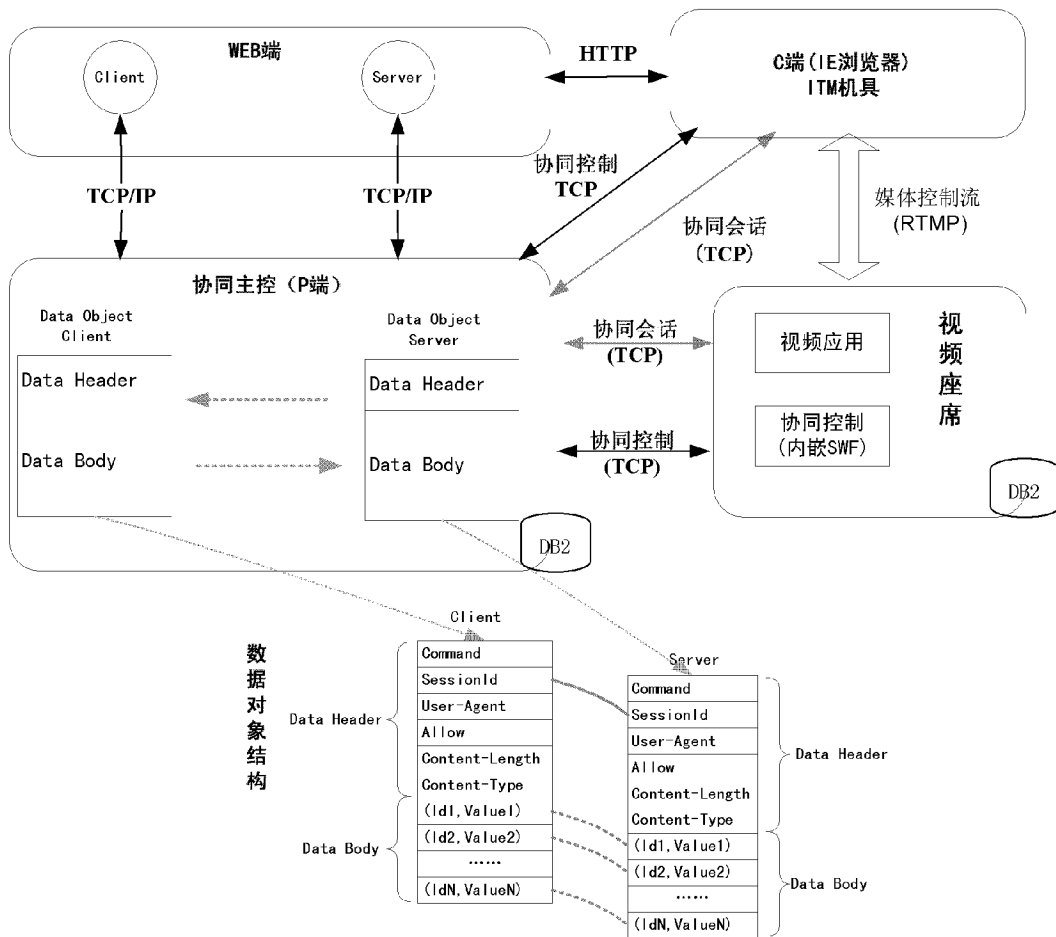 WEB端
Client
Server
HTTP
C端(IE浏览器)
ITM机具
TCP/IP
TCP/IP
协同控制
TCP
协同会话
(TCP)
媒体控制流
(RTMP)
协同主控（P端）
Data Object
Client
Data Header
Data Body
Data Object
Server
Data Header
Data Body
DB2
协同会话
(TCP)
协同控制
(TCP)
视频应用
协同控制
(内嵌SWF)
视频座席
DB2
数据对象结构
Client
Data Header
Command
SessionId
User-Agent
Allow
Content-Length
Content-Type
Data Body
(Id1,Value1)
(Id2,Value2)
……
(IdN,ValueN)
Server
Command
SessionId
User-Agent
Allow
Content-Length
Content-Type
Data Header
(Id1,Value1)
(Id2,Value2)
……
(IdN,ValueN)
Data Body